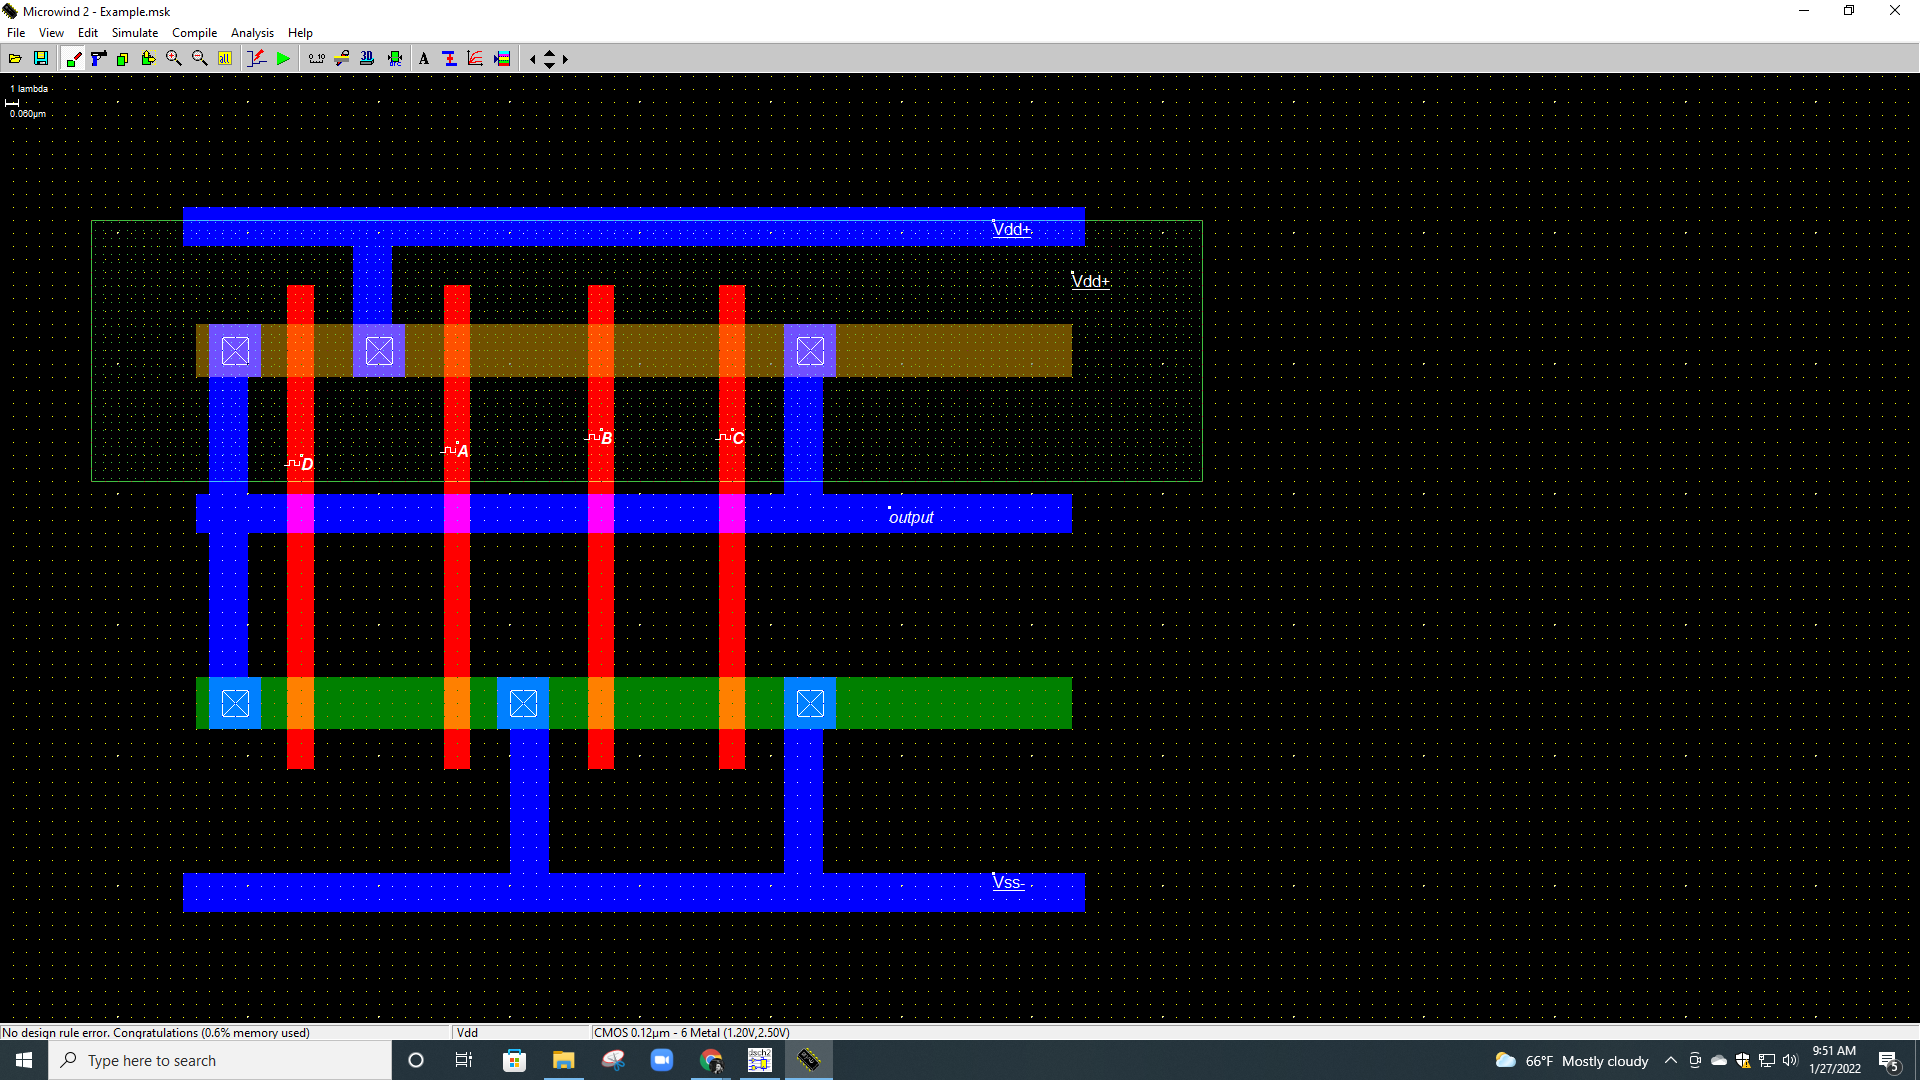 Microwind 2 - Example.msk
File View Edit Simulate Compile Analysis Help
1 lambda
0.060µm
Vdd+
Vdd+
B
C
A
D
output
Vss-
No design rule error. Congratulations (0.6% memory used) Vdd CMOS 0.12µm - 6 Metal (1.20V,2.50V)
Type here to search
66°F Mostly cloudy
9:51 AM
1/27/2022
5